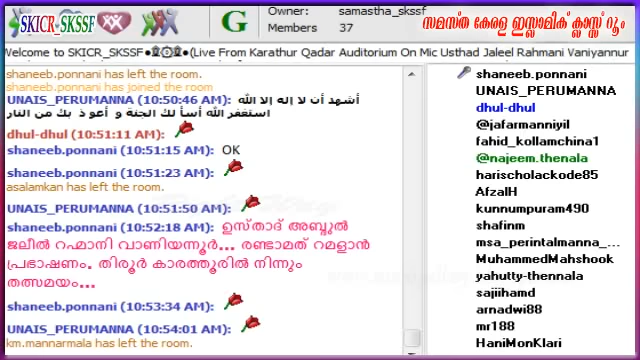 SKICR_SKSSF
Owner: samastha_skssf
Members 37
സമസ്ത കേരള ഇസ്ലാമിക് ക്ലാസ്സ് റൂം
Welcome to SKICR_SKSSF (Live From Karathur Qadar Auditorium On Mic Usthad Jaleel Rahmani Vaniyannur
shaneeb.ponnani has left the room.
shaneeb.ponnani has joined the room
UNAIS_PERUMANNA (10:50:46 AM): أشهد أن لا إله إلا الله
استغفر الله أسألك الجنة و أعوذ بك من النار
dhul-dhul (10:51:11 AM):
shaneeb.ponnani (10:51:15 AM): OK
shaneeb.ponnani (10:51:23 AM):
asalamkan has left the room.
UNAIS_PERUMANNA (10:51:50 AM):
shaneeb.ponnani (10:52:18 AM): ഉസ്താദ് അബ്ദുല്‍
ജലീല്‍ റഹ്മാനി വാണിയന്നൂര്‍... രണ്ടാമത് റമളാന്‍
പ്രഭാഷണം. തിരൂര്‍ കാരത്തൂരില്‍ നിന്നും
തത്സമയം...
shaneeb.ponnani (10:53:34 AM):
UNAIS_PERUMANNA (10:54:01 AM):
km.mannarmala has left the room.
shaneeb.ponnani
UNAIS_PERUMANNA
dhul-dhul
@jafarmanniyil
fahid_kollamchina1
@najeem.thenala
harischolackode85
AfzalH
kunnumpuram490
shafinm
msa_perintalmanna_...
MuhammedMahshook
yahutty-thennala
sajiihamd
arnadwi88
mr188
HaniMonKlari